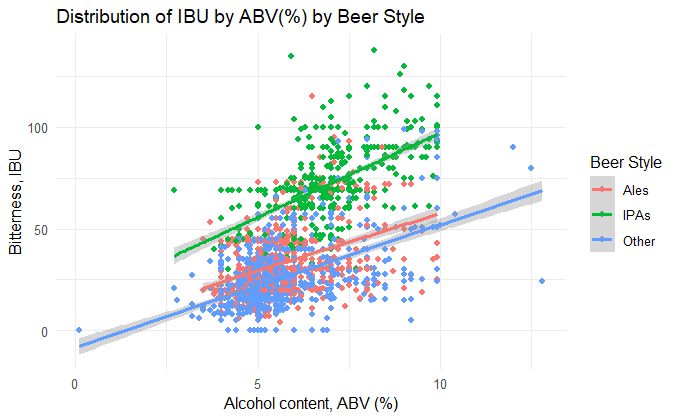 Distribution of IBU by ABV(%) by Beer Style
Bitterness, IBU
100
50
0
0
5
10
Alcohol content, ABV (%)
Beer Style
Ales
IPAs
Other